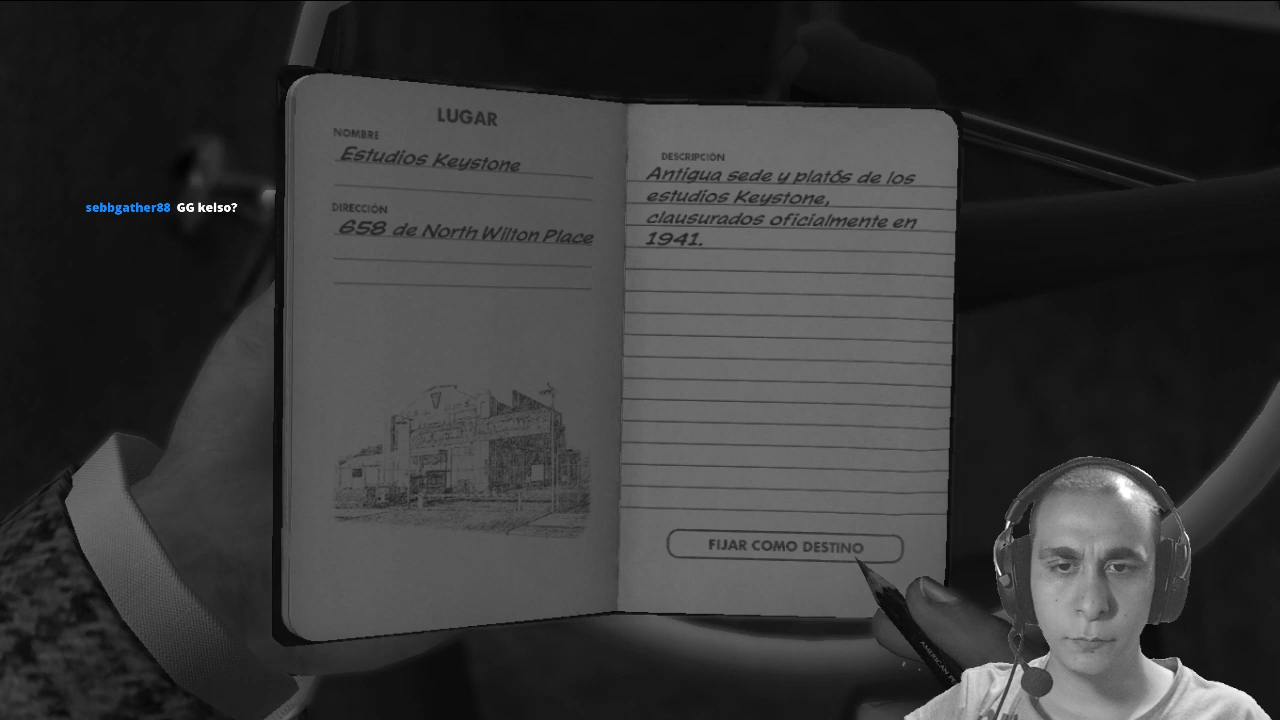 LUGAR
NOMBRE
Estudios Keystone
DIRECCIÓN
658 de North Wilton Place
DESCRIPCIÓN
Antigua sede y platós de los
estudios Keystone,
clausurados oficialmente en
1941.
FIJAR COMO DESTINO
sebbgather88 GG kelso?